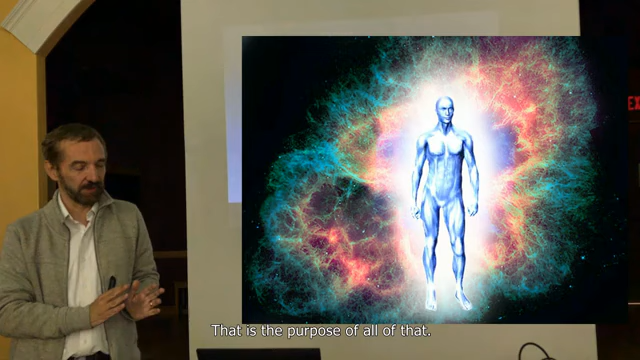 That is the purpose of all of that.